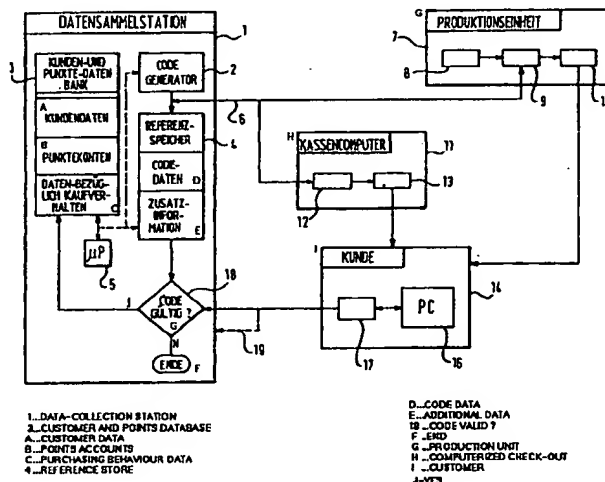 DATENSAMMELSTATION
1
3
KUNDEN-UND
PUNKTE-DATEN
BANK
A
KUNDENDATEN
B
PUNKTEKONTEN
DATEN-BEZÜG-
LICH KAUFVER-
HALTEN
C
µP
5
CODE
GENERATOR
2
6
REFERENZ-
SPEICHER
4
CODE-
DATEN
D
ZUSATZ-
INFOR-
MATION
E
18
CODE
GÜLTIG ?
G
J
N
ENDE
F
19
G
PRODUKTIONSEINHEIT
7
8
9
H
KASSENCOMPUTER
11
12
13
I
KUNDE
14
17
PC
16
1...DATA-COLLECTION STATION
3...CUSTOMER AND POINTS DATABASE
A...CUSTOMER DATA
B...POINTS ACCOUNTS
C...PURCHASING BEHAVIOUR DATA
4...REFERENCE STORE
D...CODE DATA
E...ADDITIONAL DATA
18...CODE VALID ?
F...END
G...PRODUCTION UNIT
H...COMPUTERIZED CHECK-OUT
I...CUSTOMER
J-YES